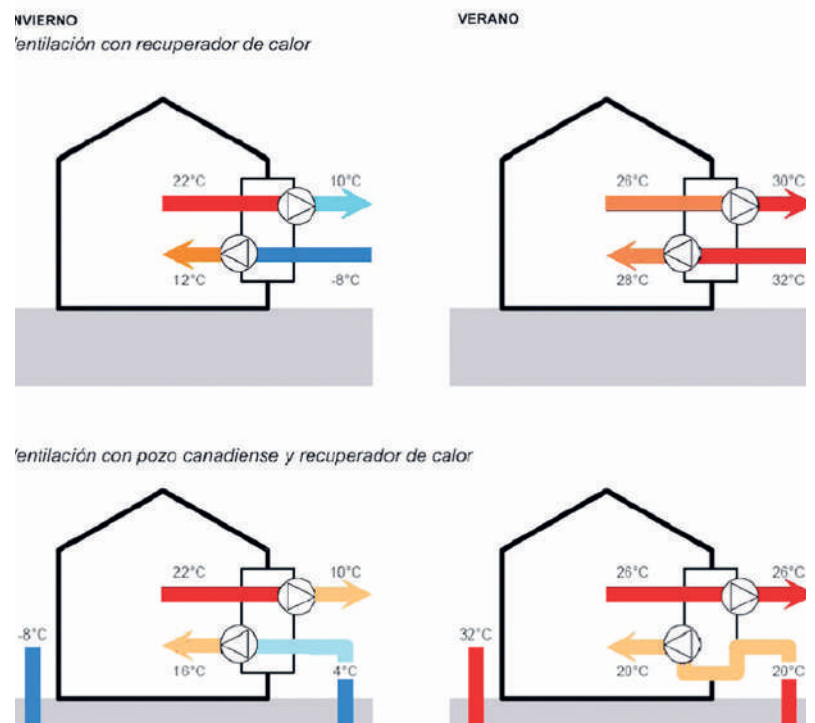 NVIERNO
VERANO
entilación con recuperador de calor
22°C
10°C
12°C
-8°C
26°C
30°C
28°C
32°C
entilación con pozo canadiense y recuperador de calor
22°C
10°C
-8°C
16°C
4°C
26°C
26°C
32°C
20°C
20°C